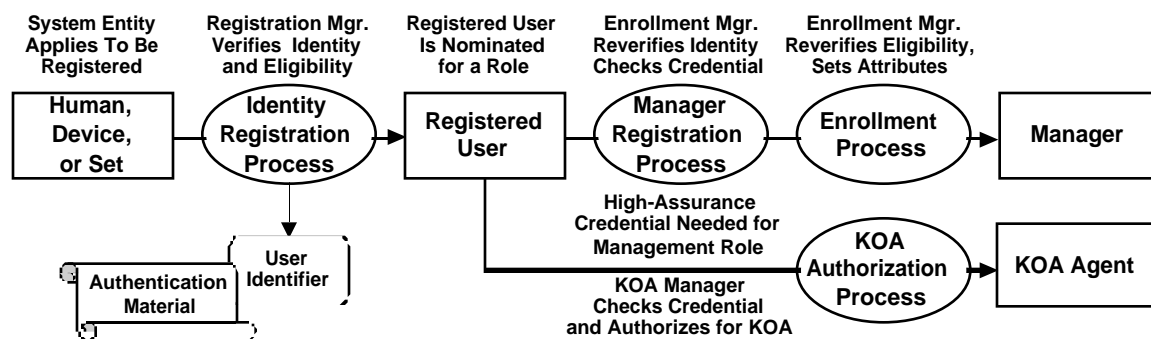 System Entity
Applies To Be
Registered
Registration Mgr.
Verifies Identity
and Eligibility
Registered User
Is Nominated
for a Role
Enrollment Mgr.
Reverifies Identity
Checks Credential
Enrollment Mgr.
Reverifies Eligibility,
Sets Attributes
Human,
Device,
or Set
Identity
Registration
Process
Registered
User
Manager
Registration
Process
Enrollment
Process
Manager
High-Assurance
Credential Needed for
Management Role
User
Identifier
Authentication
Material
KOA Manager
Checks Credential
and Authorizes for KOA
KOA
Authorization
Process
KOA Agent